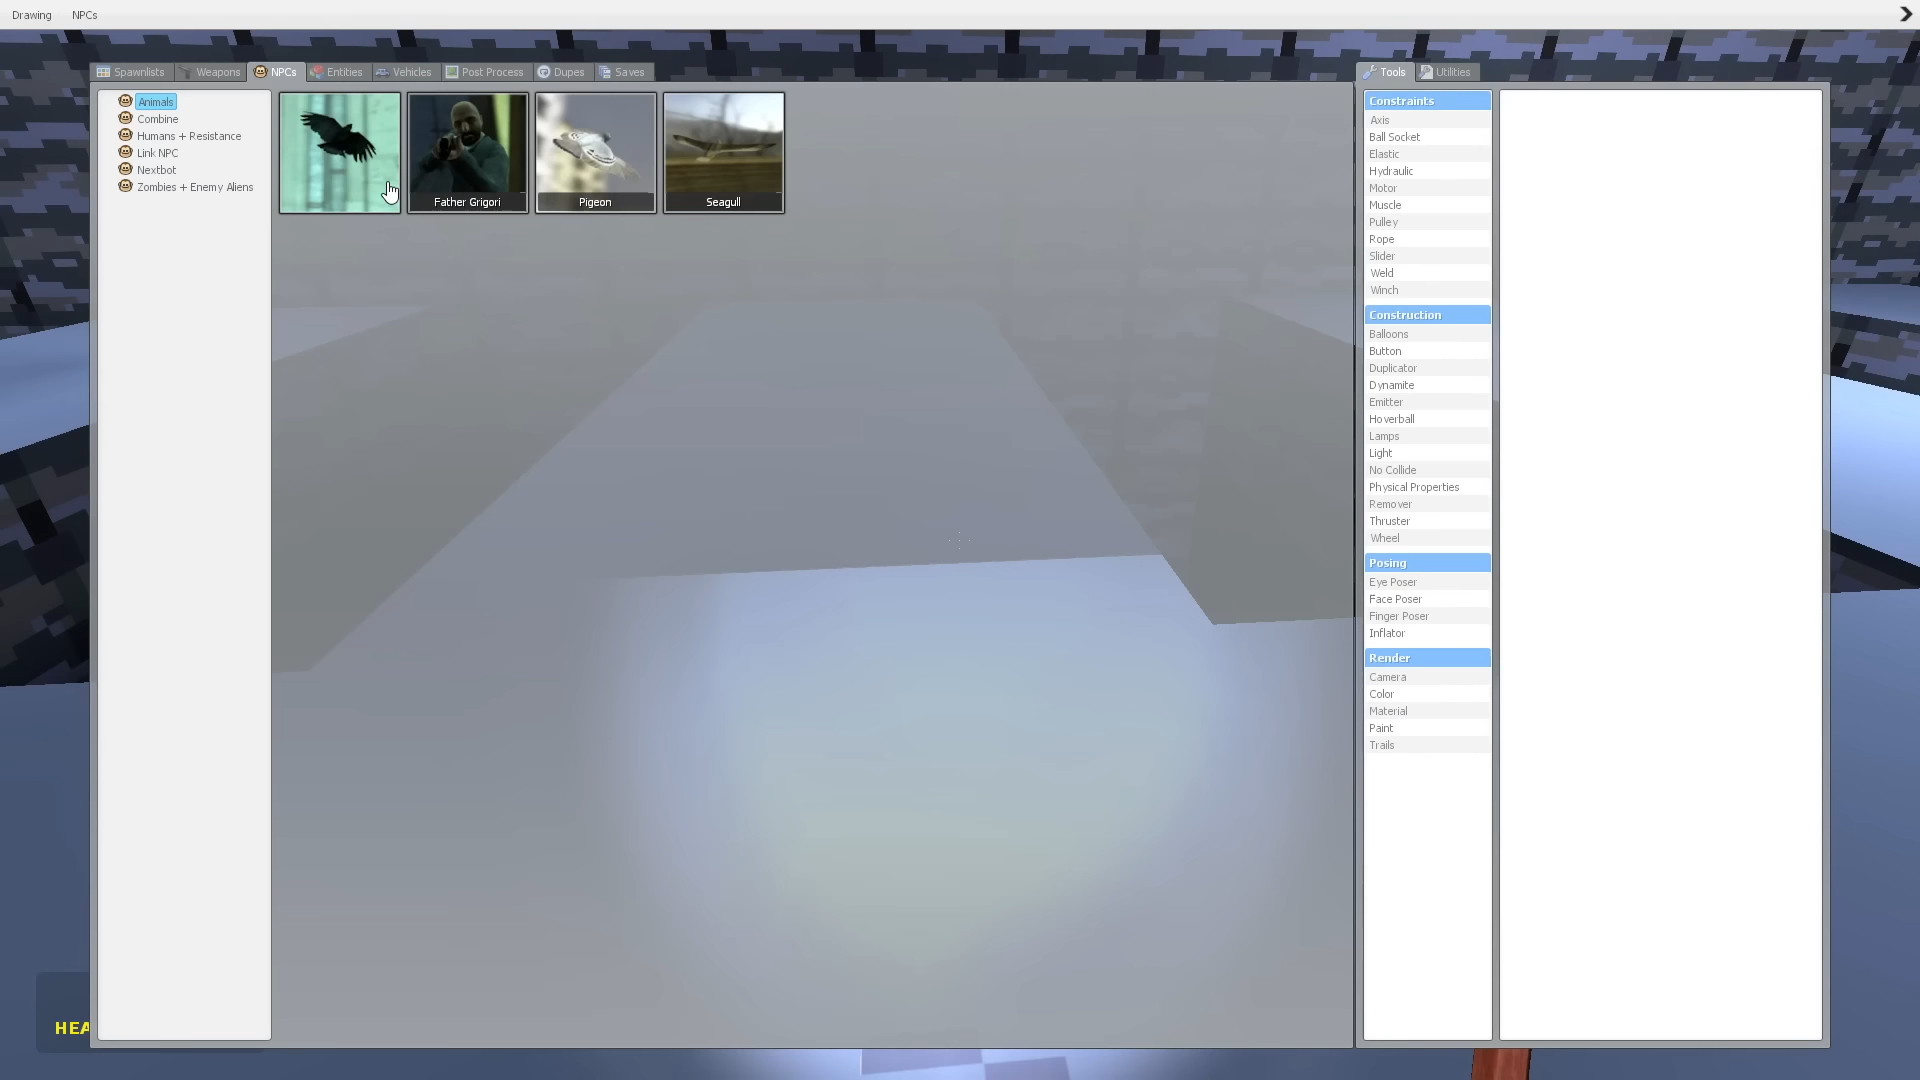 Drawing NPCs
Spawnlists Weapons NPCs Entities Vehicles Post Process Dupes Saves
Tools Utilities
Animals
Combine
Humans + Resistance
Link NPC
Nextbot
Zombies + Enemy Aliens
Father Grigori
Pigeon
Seagull
Constraints
Axis
Ball Socket
Elastic
Hydraulic
Motor
Muscle
Pulley
Rope
Slider
Weld
Winch
Construction
Balloons
Button
Duplicator
Dynamite
Emitter
Hoverball
Lamps
Light
No Collide
Physical Properties
Remover
Thruster
Wheel
Posing
Eye Poser
Face Poser
Finger Poser
Inflator
Render
Camera
Color
Material
Paint
Trails
HEA